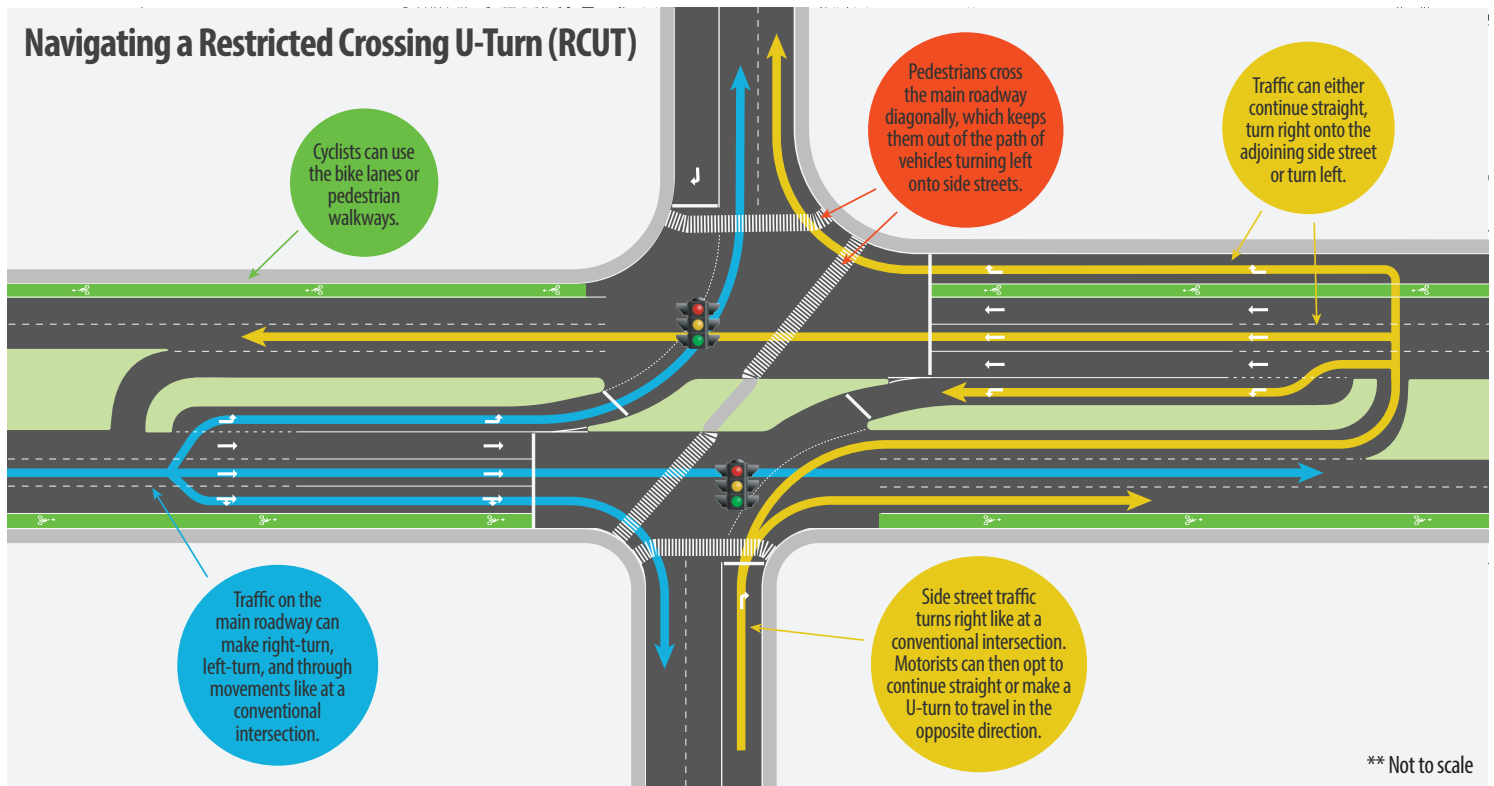 Navigating a Restricted Crossing U-Turn (RCUT)
Cyclists can use
the bike lanes or
pedestrian
walkways.
Pedestrians cross
the main roadway
diagonally, which keeps
them out of the path of
vehicles turning left
onto side streets.
Traffic can either
continue straight,
turn right onto the
adjoining side street
or turn left.
Traffic on the
main roadway can
make right-turn,
left-turn, and through
movements like at a
conventional
intersection.
Side street traffic
turns right like at a
conventional intersection.
Motorists can then opt to
continue straight or make a
U-turn to travel in the
opposite direction.
** Not to scale